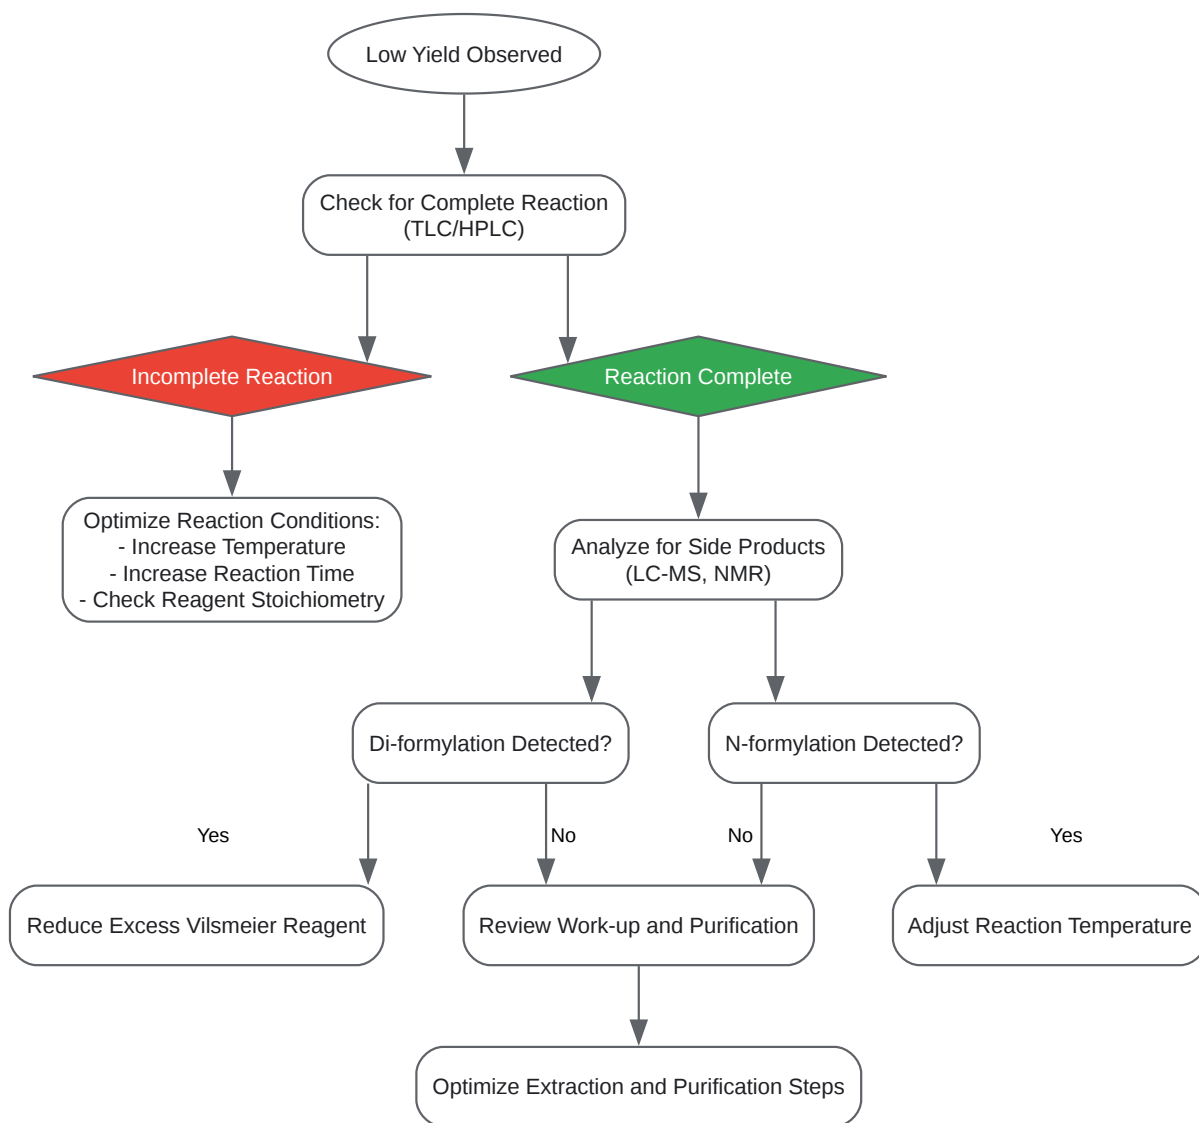 Low Yield Observed
Check for Complete Reaction
(TLC/HPLC)
Incomplete Reaction
Reaction Complete
Optimize Reaction Conditions:
- Increase Temperature
- Increase Reaction Time
- Check Reagent Stoichiometry
Analyze for Side Products
(LC-MS, NMR)
Di-formylation Detected?
N-formylation Detected?
Yes
No
No
Yes
Reduce Excess Vilsmeier Reagent
Review Work-up and Purification
Adjust Reaction Temperature
Optimize Extraction and Purification Steps